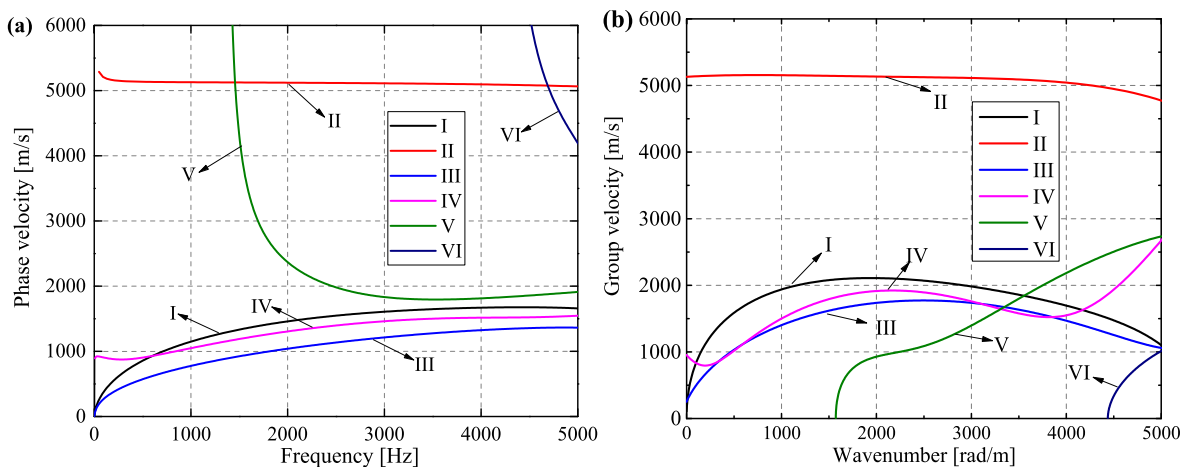 (a)
6000
5000
4000
3000
2000
1000
0
Phase velocity [m/s]
0
1000
2000
3000
4000
5000
Frequency [Hz]
I
II
III
IV
V
VI
II
V
VI
I
IV
III
(b)
6000
5000
4000
3000
2000
1000
0
Group velocity [m/s]
0
1000
2000
3000
4000
5000
Wavenumber [rad/m]
I
II
III
IV
V
VI
II
I
IV
III
V
VI